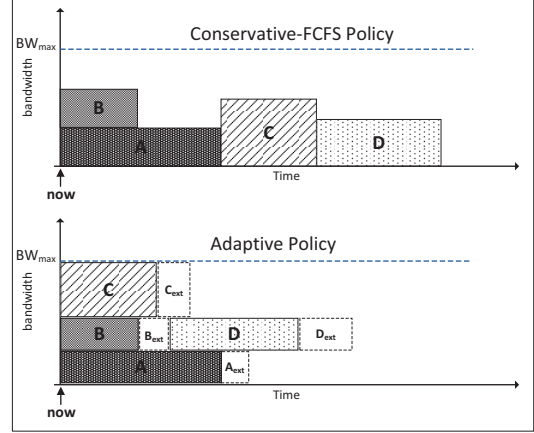 Conservative-FCFS Policy
BWmax
bandwidth
B
A
C
D
Time
now
Adaptive Policy
BWmax
bandwidth
C
Cext
B
Bext
D
Dext
A
Aext
Time
now